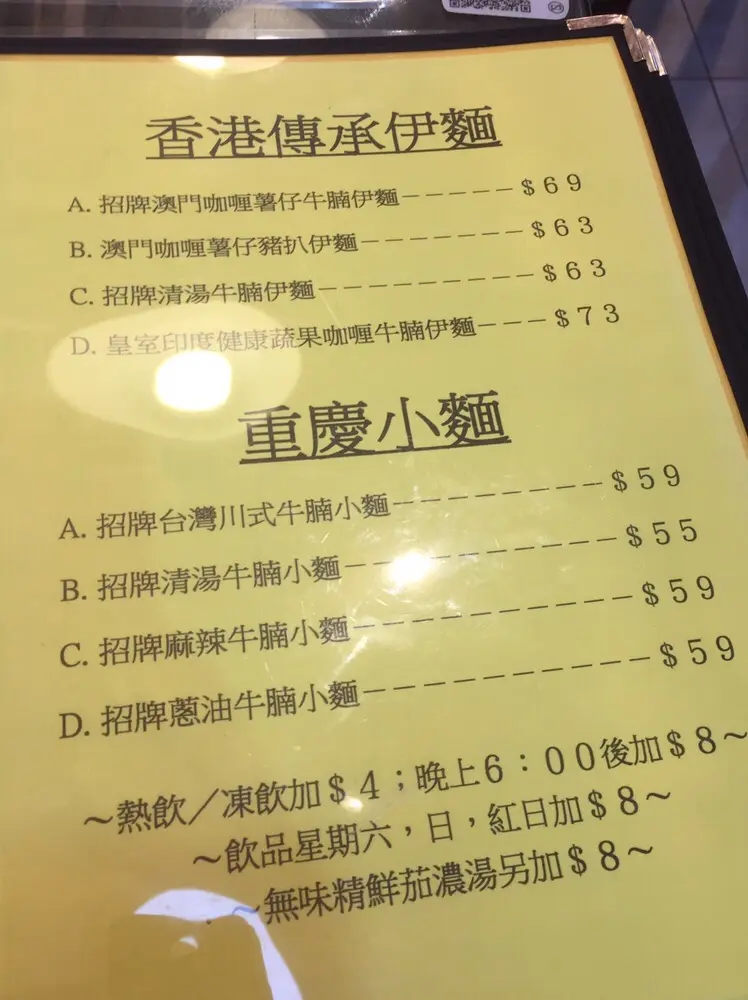 香港傳承伊麵
A. 招牌澳門咖喱薯仔牛腩伊麵-----$69
B. 澳門咖喱薯仔豬扒伊麵-------$63
C. 招牌清湯牛腩伊麵---------$63
D. 皇室印度健康蔬果咖喱牛腩伊麵---$73
重慶小麵
A. 招牌台灣川式牛腩小麵--------$59
B. 招牌清湯牛腩小麵----------$55
C. 招牌麻辣牛腩小麵----------$59
D. 招牌蔥油牛腩小麵----------$59
～熱飲／凍飲加$4；晚上6：00後加$8～
～飲品星期六，日，紅日加$8～
～無味精鮮茄濃湯另加$8～